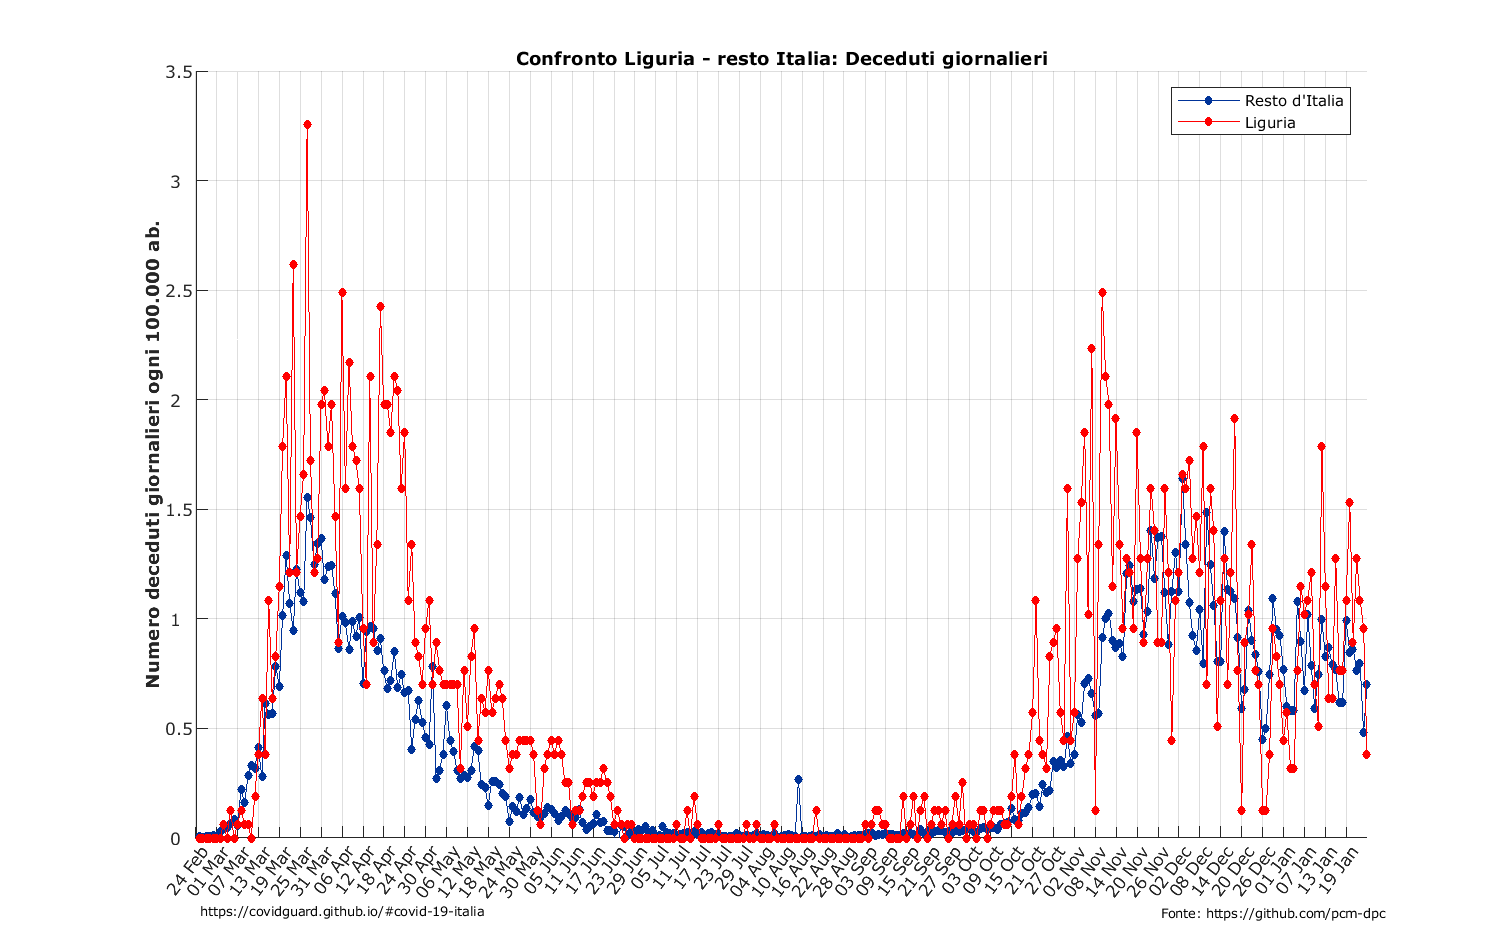 Confronto Liguria - resto Italia: Deceduti giornalieri
Resto d'Italia
Liguria
Numero deceduti giornalieri ogni 100.000 ab.
3.5
3
2.5
2
1.5
1
0.5
0
24 Feb
01 Mar
07 Mar
13 Mar
19 Mar
25 Mar
31 Mar
06 Apr
12 Apr
18 Apr
24 Apr
30 Apr
06 May
12 May
18 May
24 May
30 May
05 Jun
11 Jun
17 Jun
23 Jun
29 Jun
05 Jul
11 Jul
17 Jul
23 Jul
29 Jul
04 Aug
10 Aug
16 Aug
22 Aug
28 Aug
03 Sep
09 Sep
15 Sep
21 Sep
27 Sep
03 Oct
09 Oct
15 Oct
21 Oct
27 Oct
02 Nov
08 Nov
14 Nov
20 Nov
26 Nov
02 Dec
08 Dec
14 Dec
20 Dec
26 Dec
01 Jan
07 Jan
13 Jan
19 Jan
https://covidguard.github.io/#covid-19-italia
Fonte: https://github.com/pcm-dpc